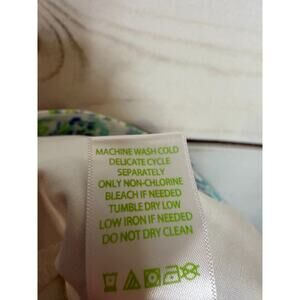 MACHINE WASH COLD
DELICATE CYCLE
SEPARATELY
ONLY NON-CHLORINE
BLEACH IF NEEDED
TUMBLE DRY LOW
LOW IRON IF NEEDED
DO NOT DRY CLEAN